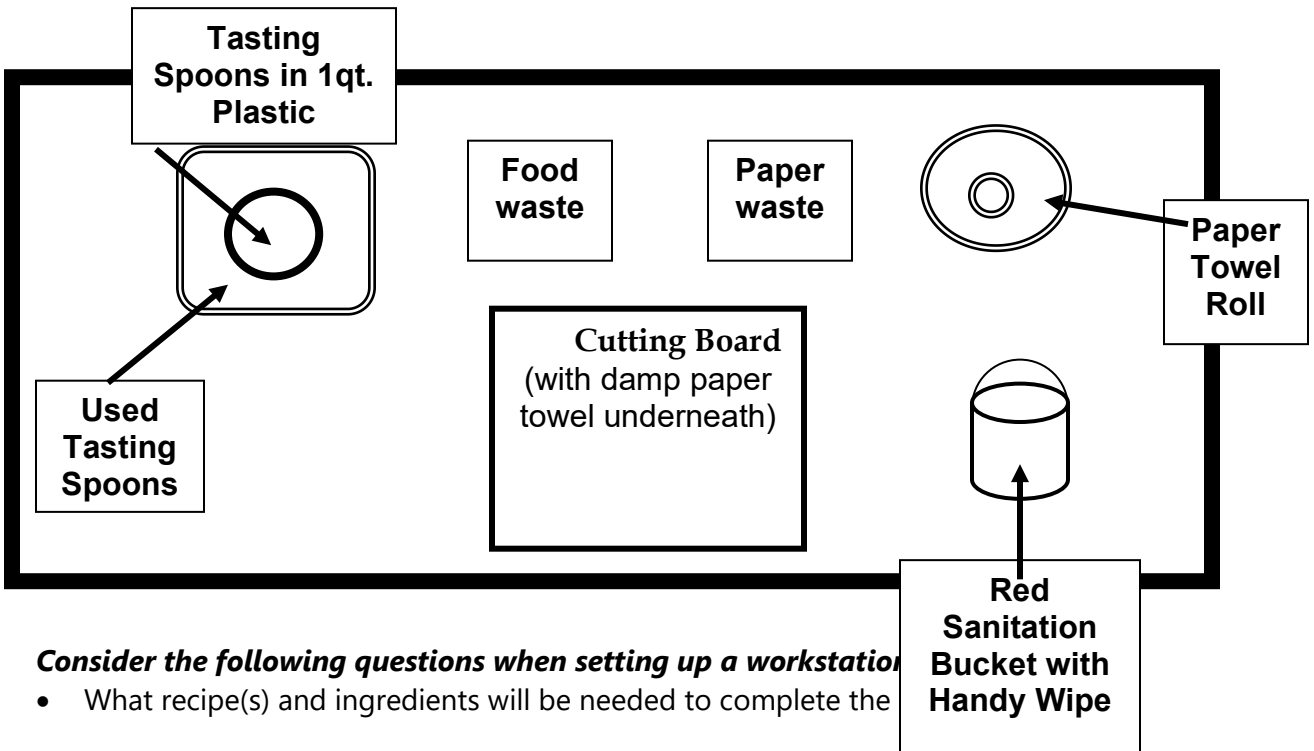 Tasting
Spoons in 1qt.
Plastic
Food
waste
Paper
waste
Paper
Towel
Roll
Cutting Board
(with damp paper
towel underneath)
Used
Tasting
Spoons
Red
Sanitation
Bucket with
Handy Wipe
Consider the following questions when setting up a workstation
• What recipe(s) and ingredients will be needed to complete the